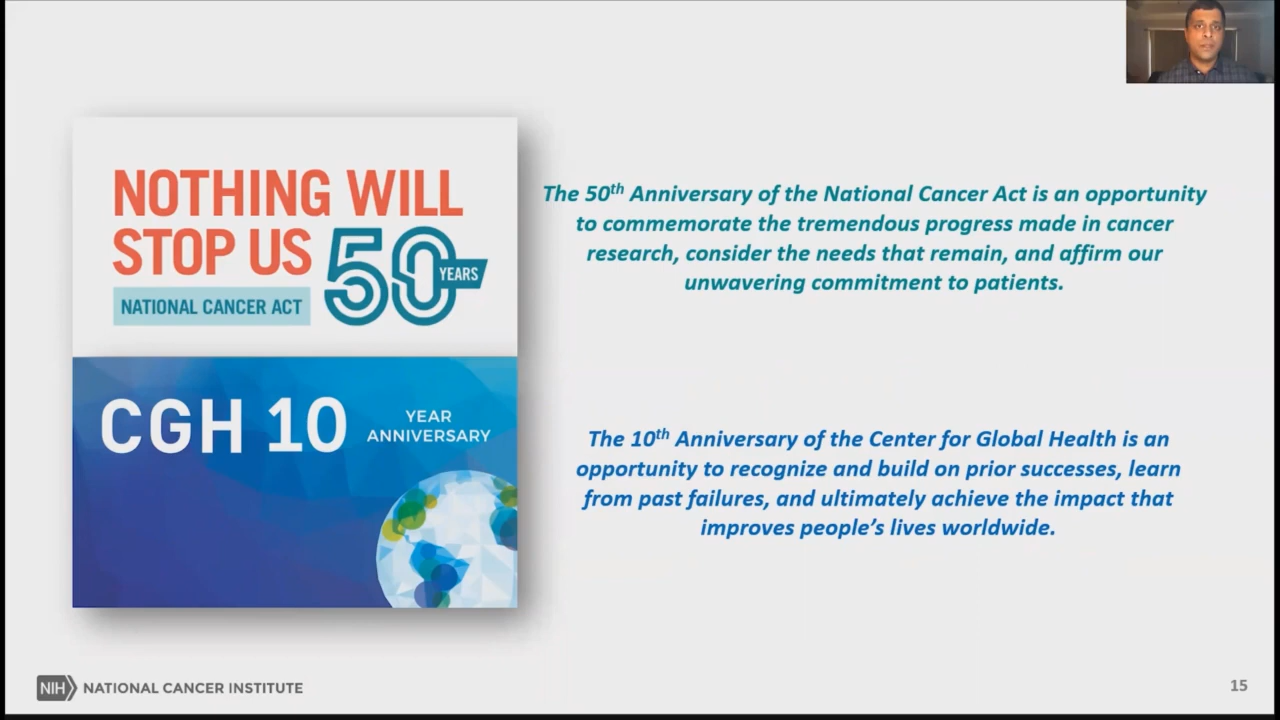 NOTHING WILL
STOP US
50
YEARS
NATIONAL CANCER ACT
CGH 10
YEAR
ANNIVERSARY
The 50th Anniversary of the National Cancer Act is an opportunity
to commemorate the tremendous progress made in cancer
research, consider the needs that remain, and affirm our
unwavering commitment to patients.
The 10th Anniversary of the Center for Global Health is an
opportunity to recognize and build on prior successes, learn
from past failures, and ultimately achieve the impact that
improves people’s lives worldwide.
NIH NATIONAL CANCER INSTITUTE
15